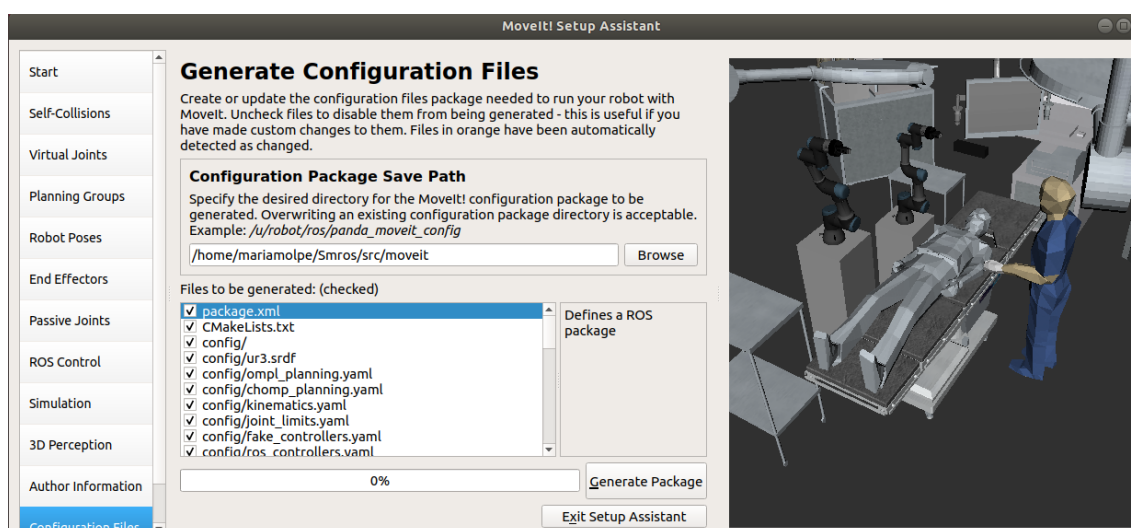 MoveIt! Setup Assistant
Start
Self-Collisions
Virtual Joints
Planning Groups
Robot Poses
End Effectors
Passive Joints
ROS Control
Simulation
3D Perception
Author Information
Configuration Files
Generate Configuration Files
Create or update the configuration files package needed to run your robot with
MoveIt. Uncheck files to disable them from being generated - this is useful if you
have made custom changes to them. Files in orange have been automatically
detected as changed.
Configuration Package Save Path
Specify the desired directory for the MoveIt! configuration package to be
generated. Overwriting an existing configuration package directory is acceptable.
Example: /u/robot/ros/panda_moveit_config
/home/mariamolpe/Smros/src/moveit
Browse
Files to be generated: (checked)
package.xml
CMakeLists.txt
config/
config/ur3.srdf
config/ompl_planning.yaml
config/chomp_planning.yaml
config/kinematics.yaml
config/joint_limits.yaml
config/fake_controllers.yaml
config/ros_controllers.yaml
Defines a ROS
package
0%
Generate Package
Exit Setup Assistant